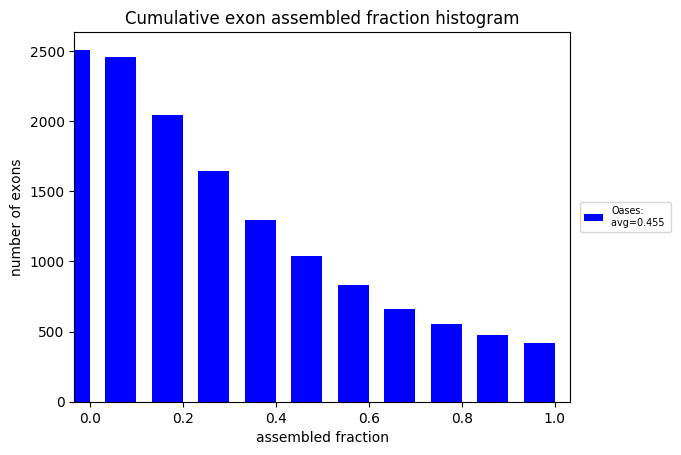 Cumulative exon assembled fraction histogram
number of exons
2500
2000
1500
1000
500
0
0.0 0.2 0.4 0.6 0.8 1.0
assembled fraction
Oases:
avg=0.455